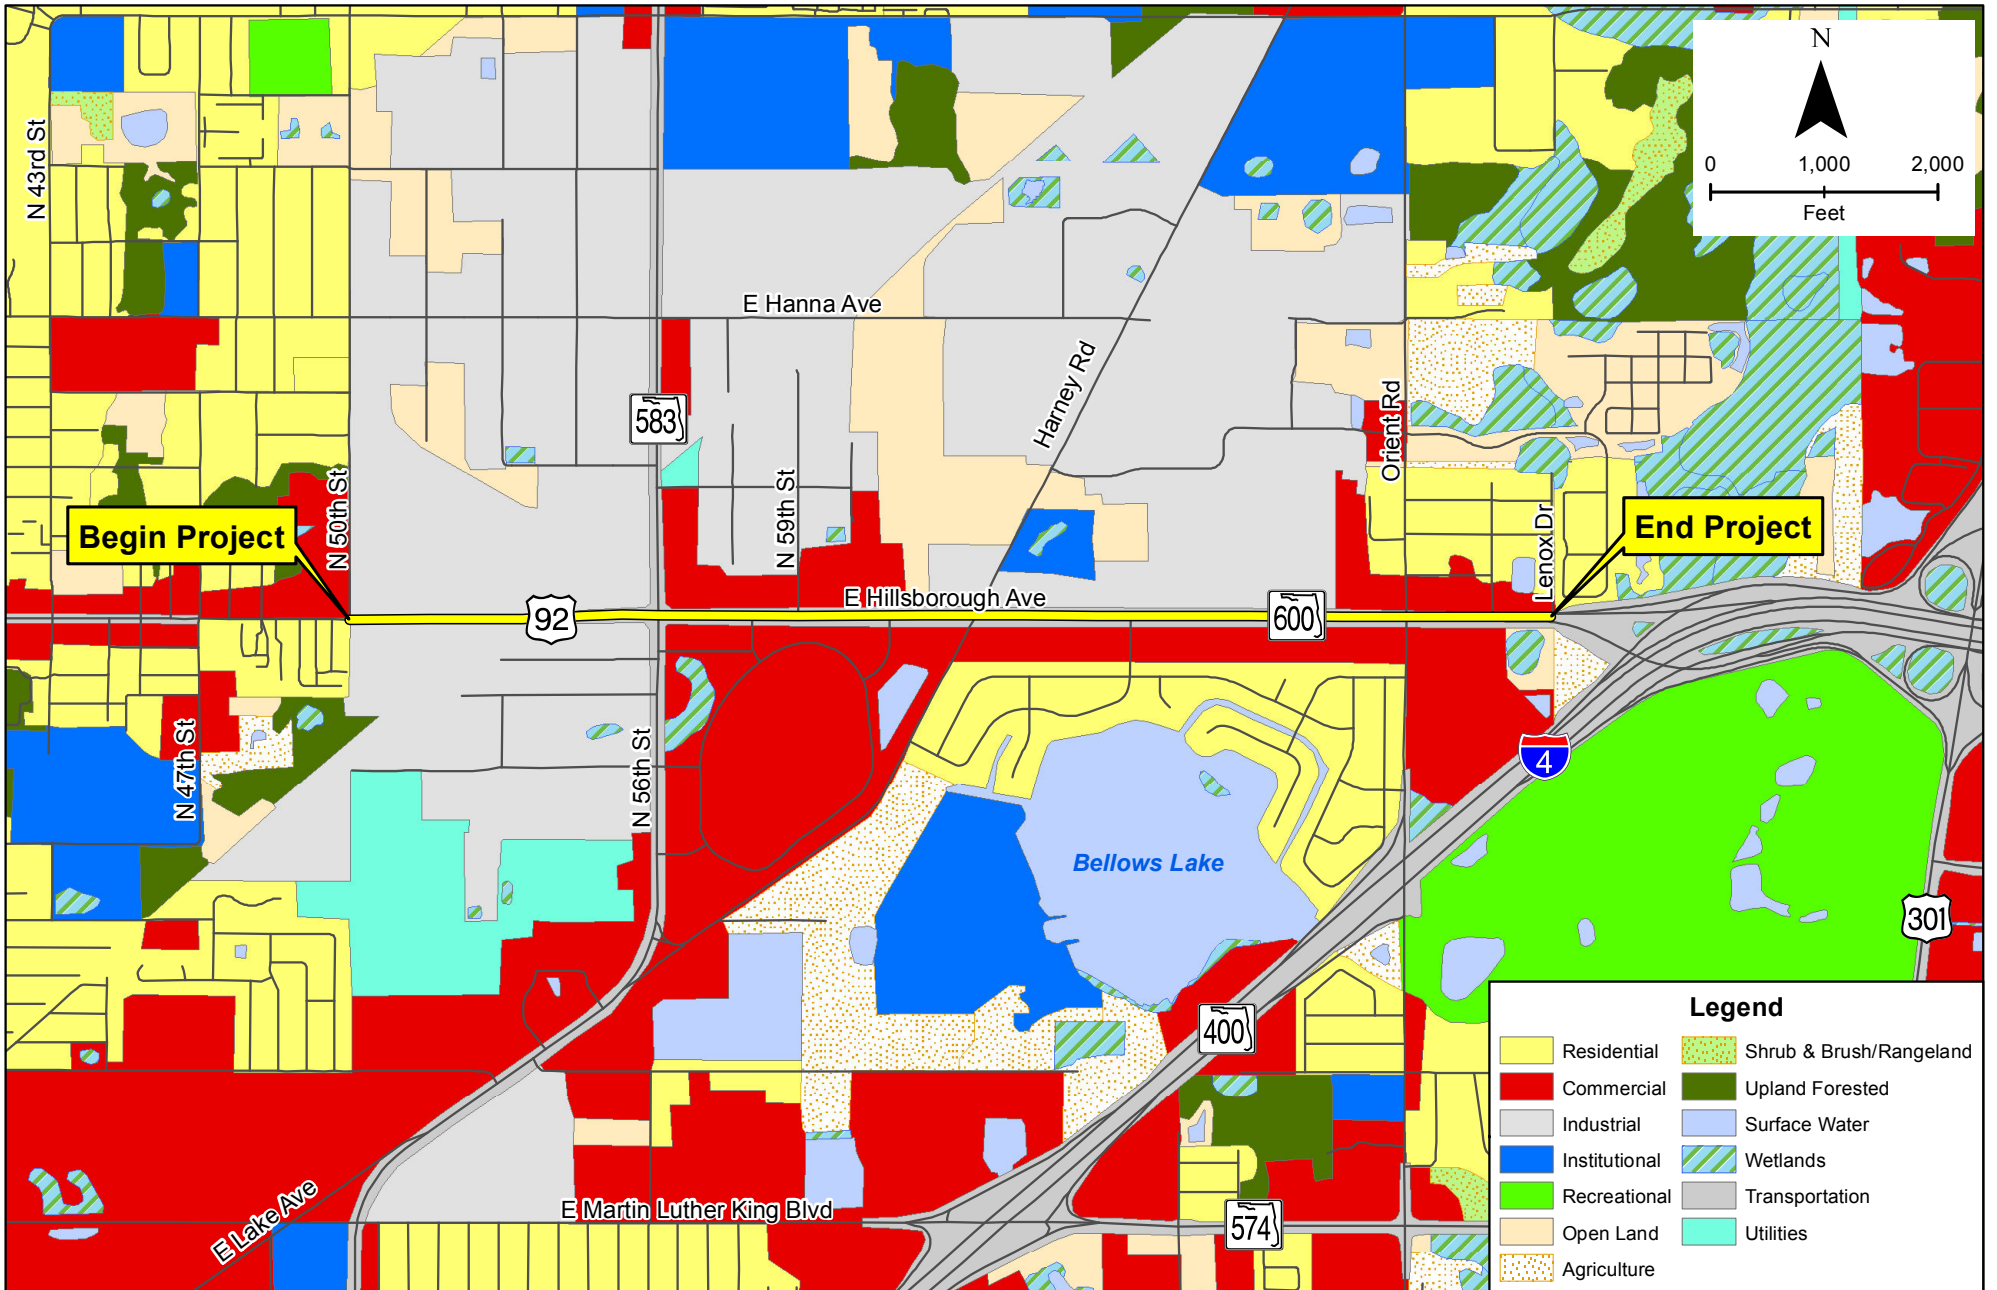 N
0 1,000 2,000
Feet
N 43rd St
E Hanna Ave
Harney Rd
583
Orient Rd
N 50th St
N 59th St
Lenox Dr
Begin Project
End Project
92
E Hillsborough Ave
600
N 47th St
N 56th St
4
Bellows Lake
301
400
E Lake Ave
E Martin Luther King Blvd
574
Legend
Residential
Commercial
Industrial
Institutional
Recreational
Open Land
Agriculture
Shrub & Brush/Rangeland
Upland Forested
Surface Water
Wetlands
Transportation
Utilities